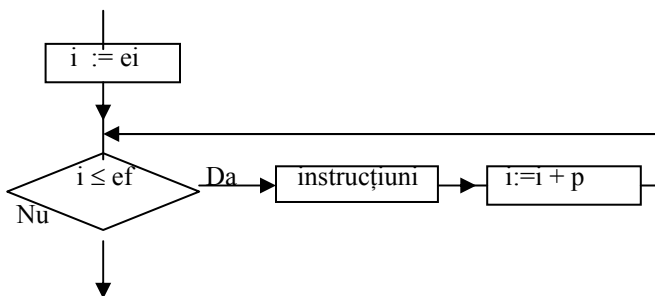 i := ei
i ≤ ef
Da
instrucțiuni
i:=i + p
Nu